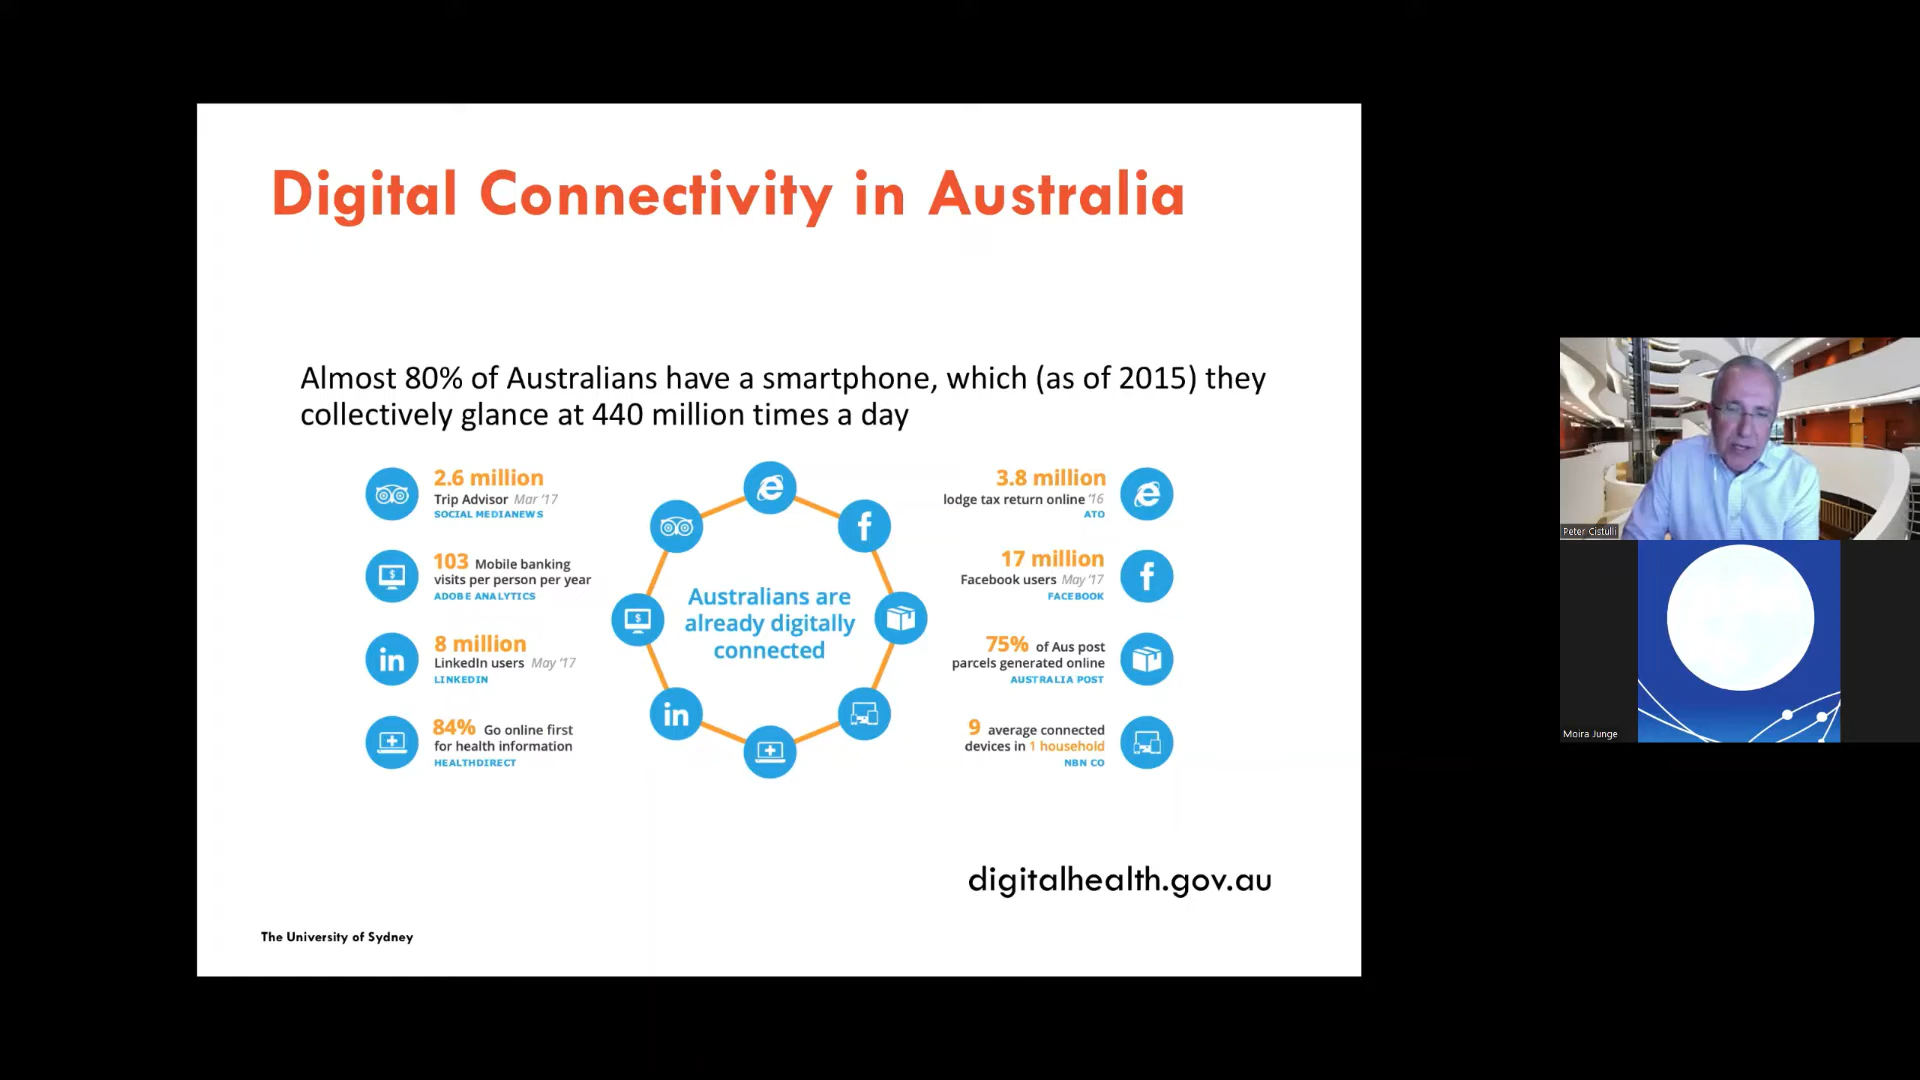 Digital Connectivity in Australia
Almost 80% of Australians have a smartphone, which (as of 2015) they
collectively glance at 440 million times a day
2.6 million
Trip Advisor Mar '17
SOCIAL MEDIANEWS
103 Mobile banking
visits per person per year
ADOBE ANALYTICS
8 million
LinkedIn users May '17
LINKEDIN
84% Go online first
for health information
HEALTHDIRECT
Australians are
already digitally
connected
3.8 million
lodge tax return online '16
ATO
17 million
Facebook users May '17
FACEBOOK
75% of Aus post
parcels generated online
AUSTRALIA POST
9 average connected
devices in 1 household
NBN CO
digitalhealth.gov.au
The University of Sydney
Peter Cistulli
Moira Junge